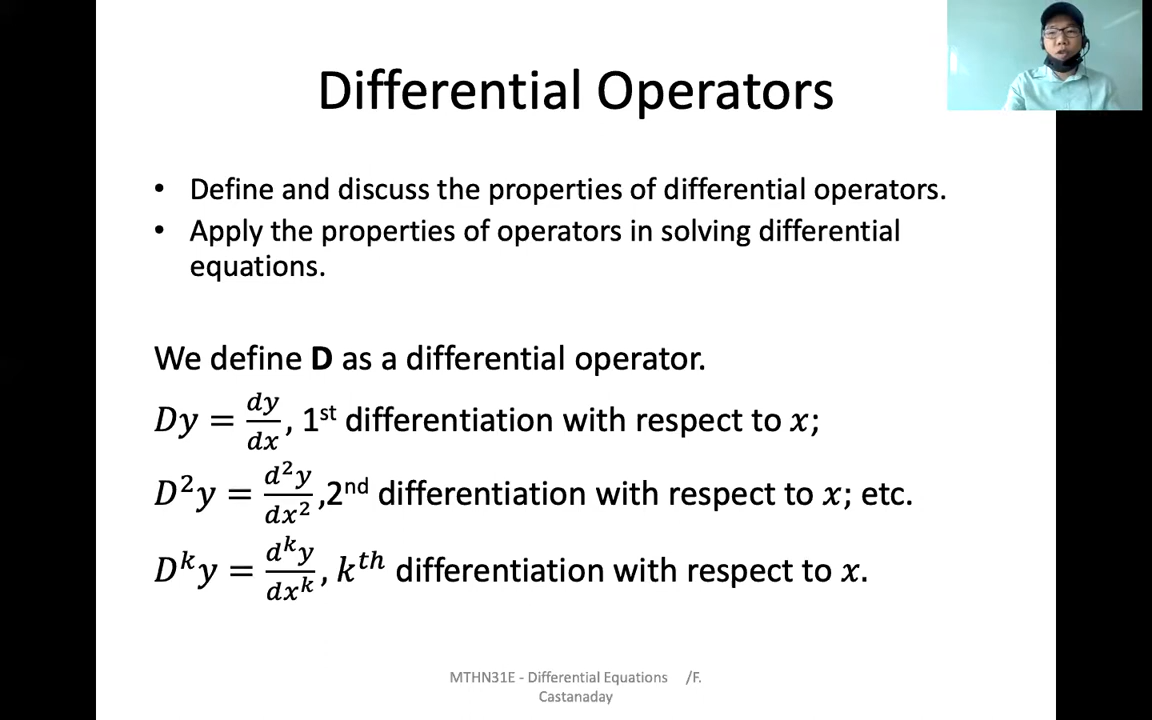 Differential Operators
• Define and discuss the properties of differential operators.
• Apply the properties of operators in solving differential
equations.
We define D as a differential operator.
Dy = dy/dx, 1st differentiation with respect to x;
D²y = d²y/dx² ,2nd differentiation with respect to x; etc.
Dᵏy = dᵏy/dxᵏ, kᵗʰ differentiation with respect to x.
MTHN31E - Differential Equations /F.
Castanaday